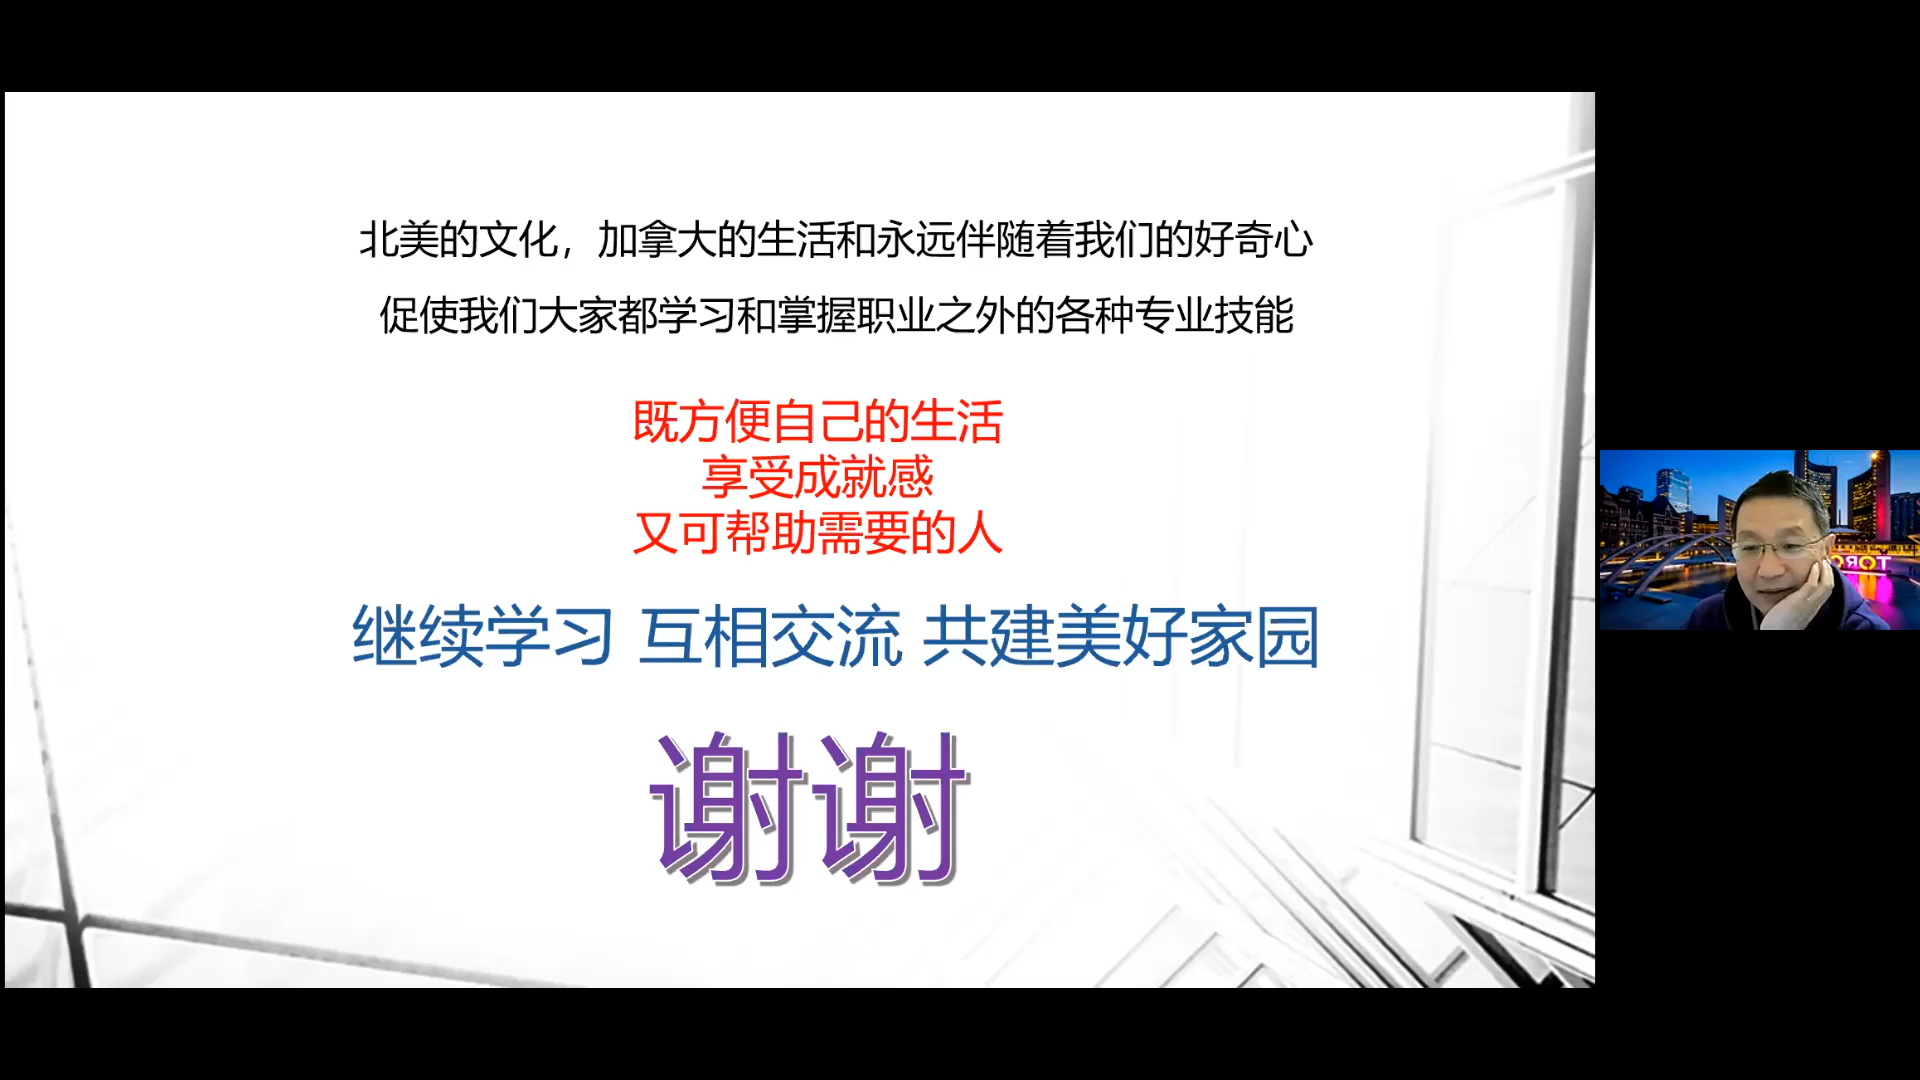 北美的文化，加拿大的生活和永远伴随着我们的好奇心
促使我们大家都学习和掌握职业之外的各种专业技能
既方便自己的生活
享受成就感
又可帮助需要的人
继续学习 互相交流 共建美好家园
谢谢